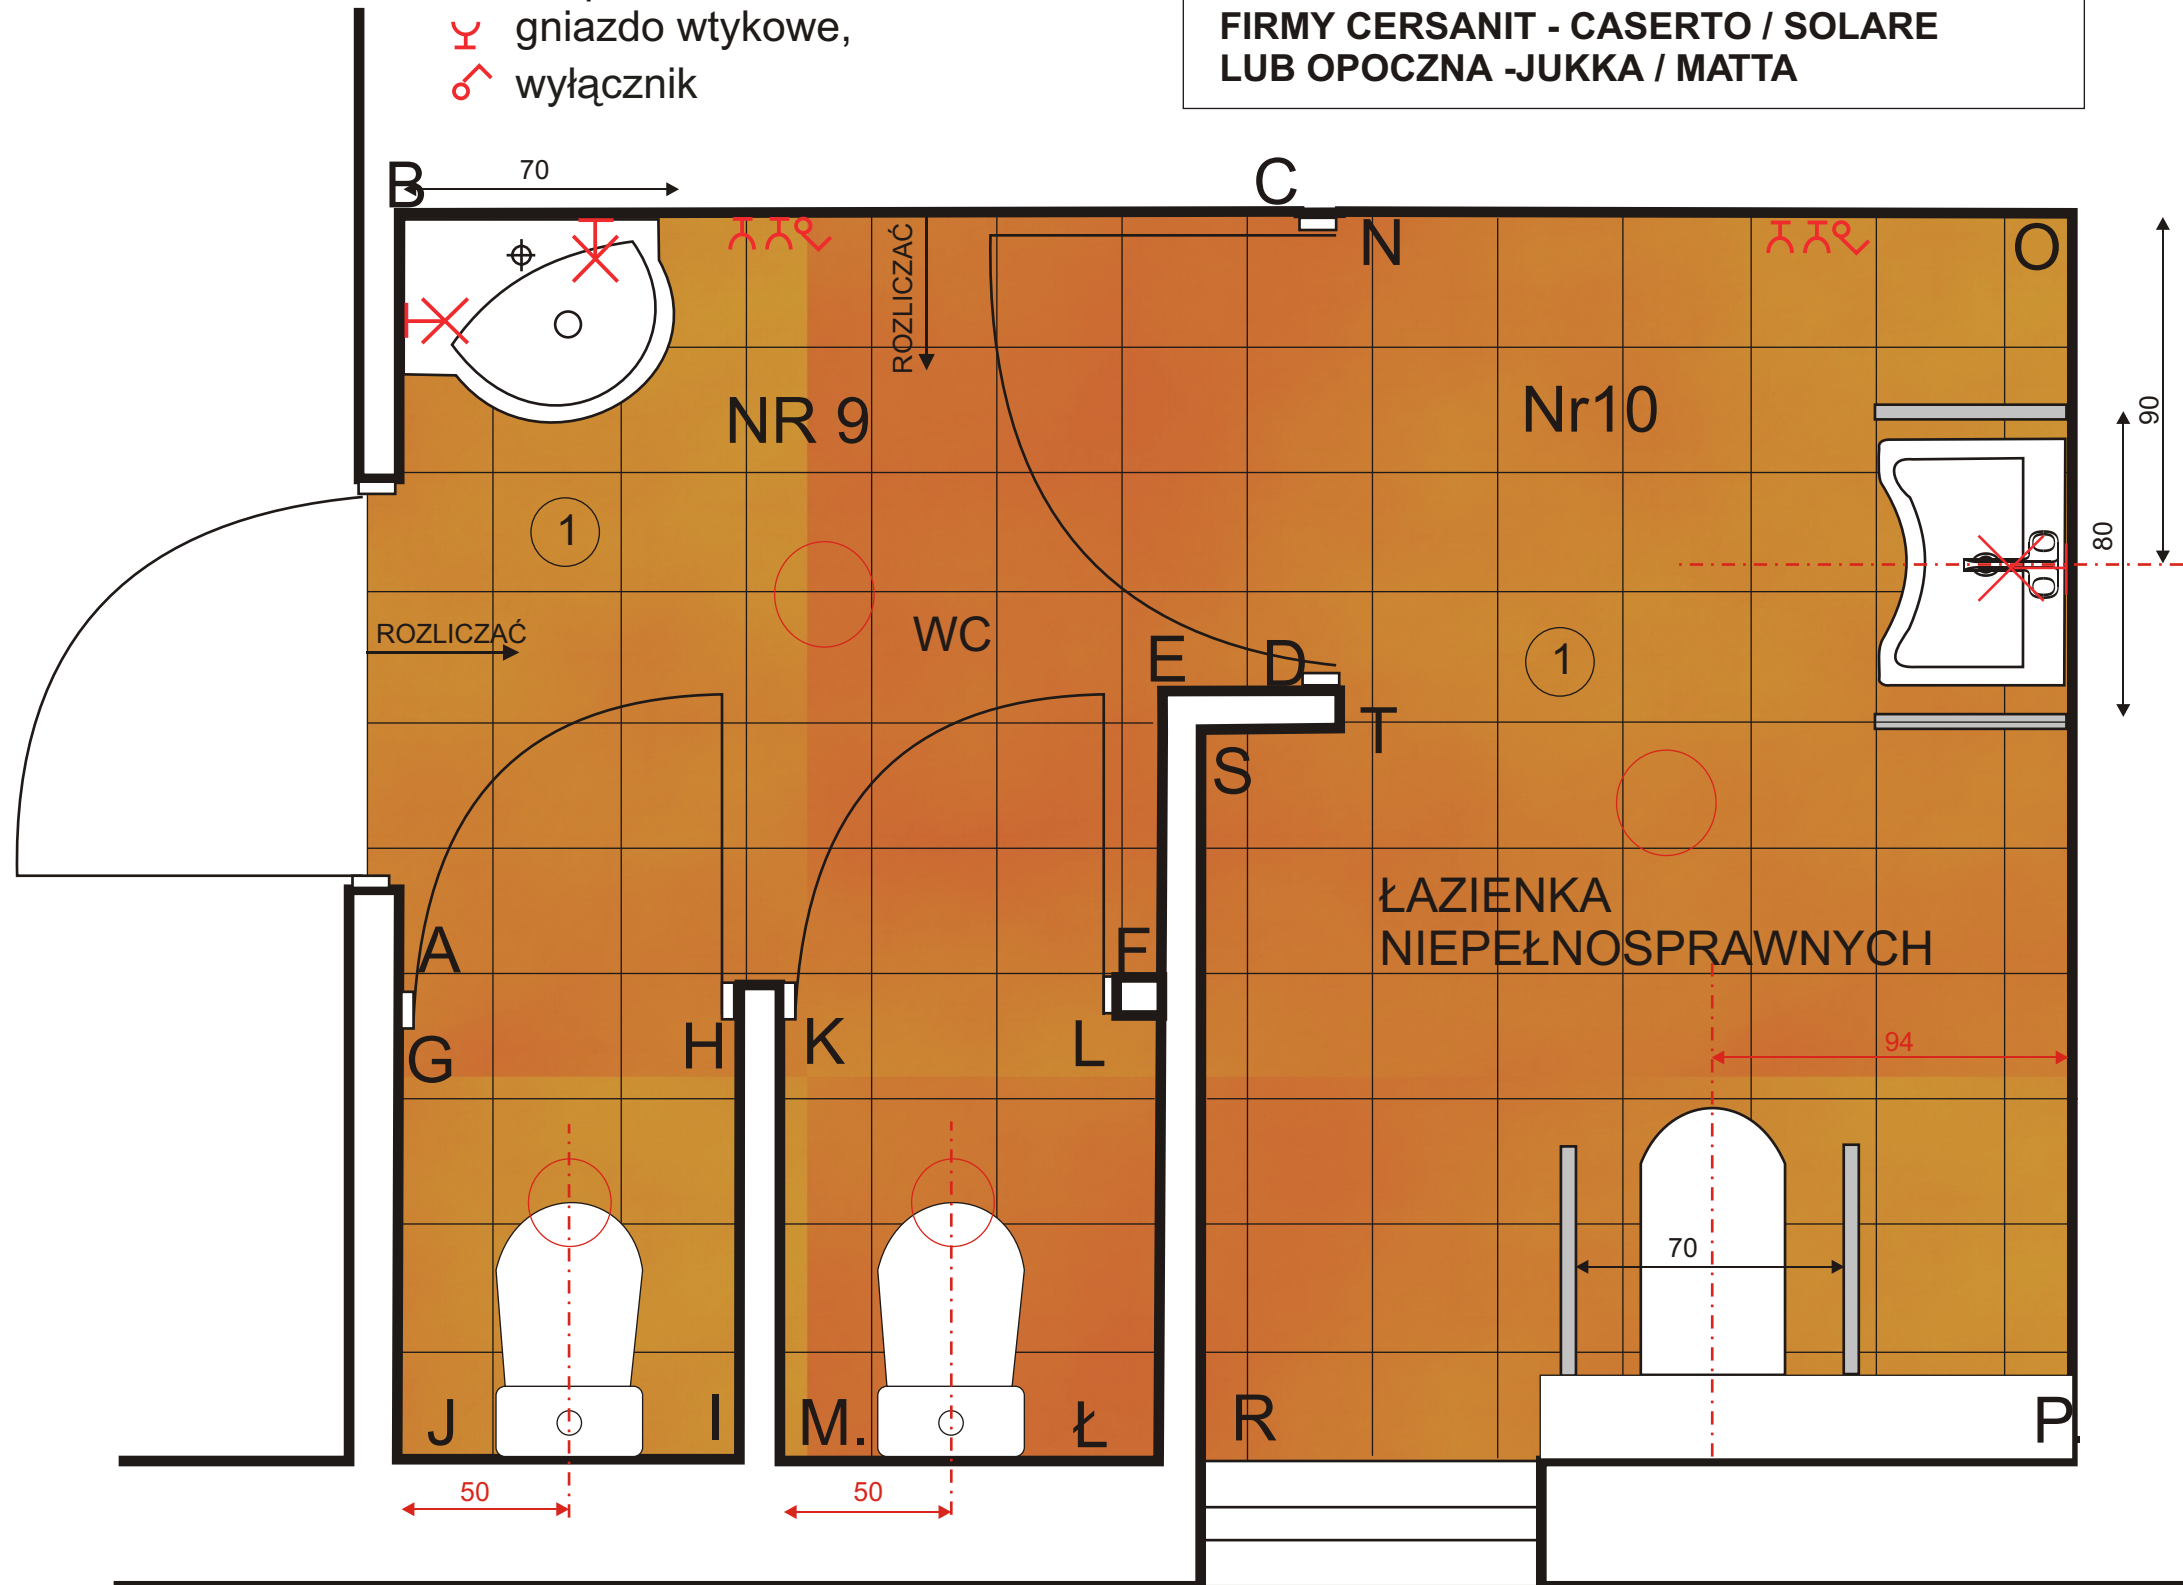 gniazdo wtykowe,
wyłącznik
FIRMY CERSANIT - CASERTO / SOLARE
LUB OPOCZNA -JUKKA / MATTA
B
70
C
N
O
ROZLICZAĆ
NR 9
Nr10
90
80
1
ROZLICZAĆ
WC
E
D
1
T
S
ŁAZIENKA
NIEPEŁNOSPRAWNYCH
A
F
G
H
K
L
94
70
J
I
M.
Ł
R
P.
50
50